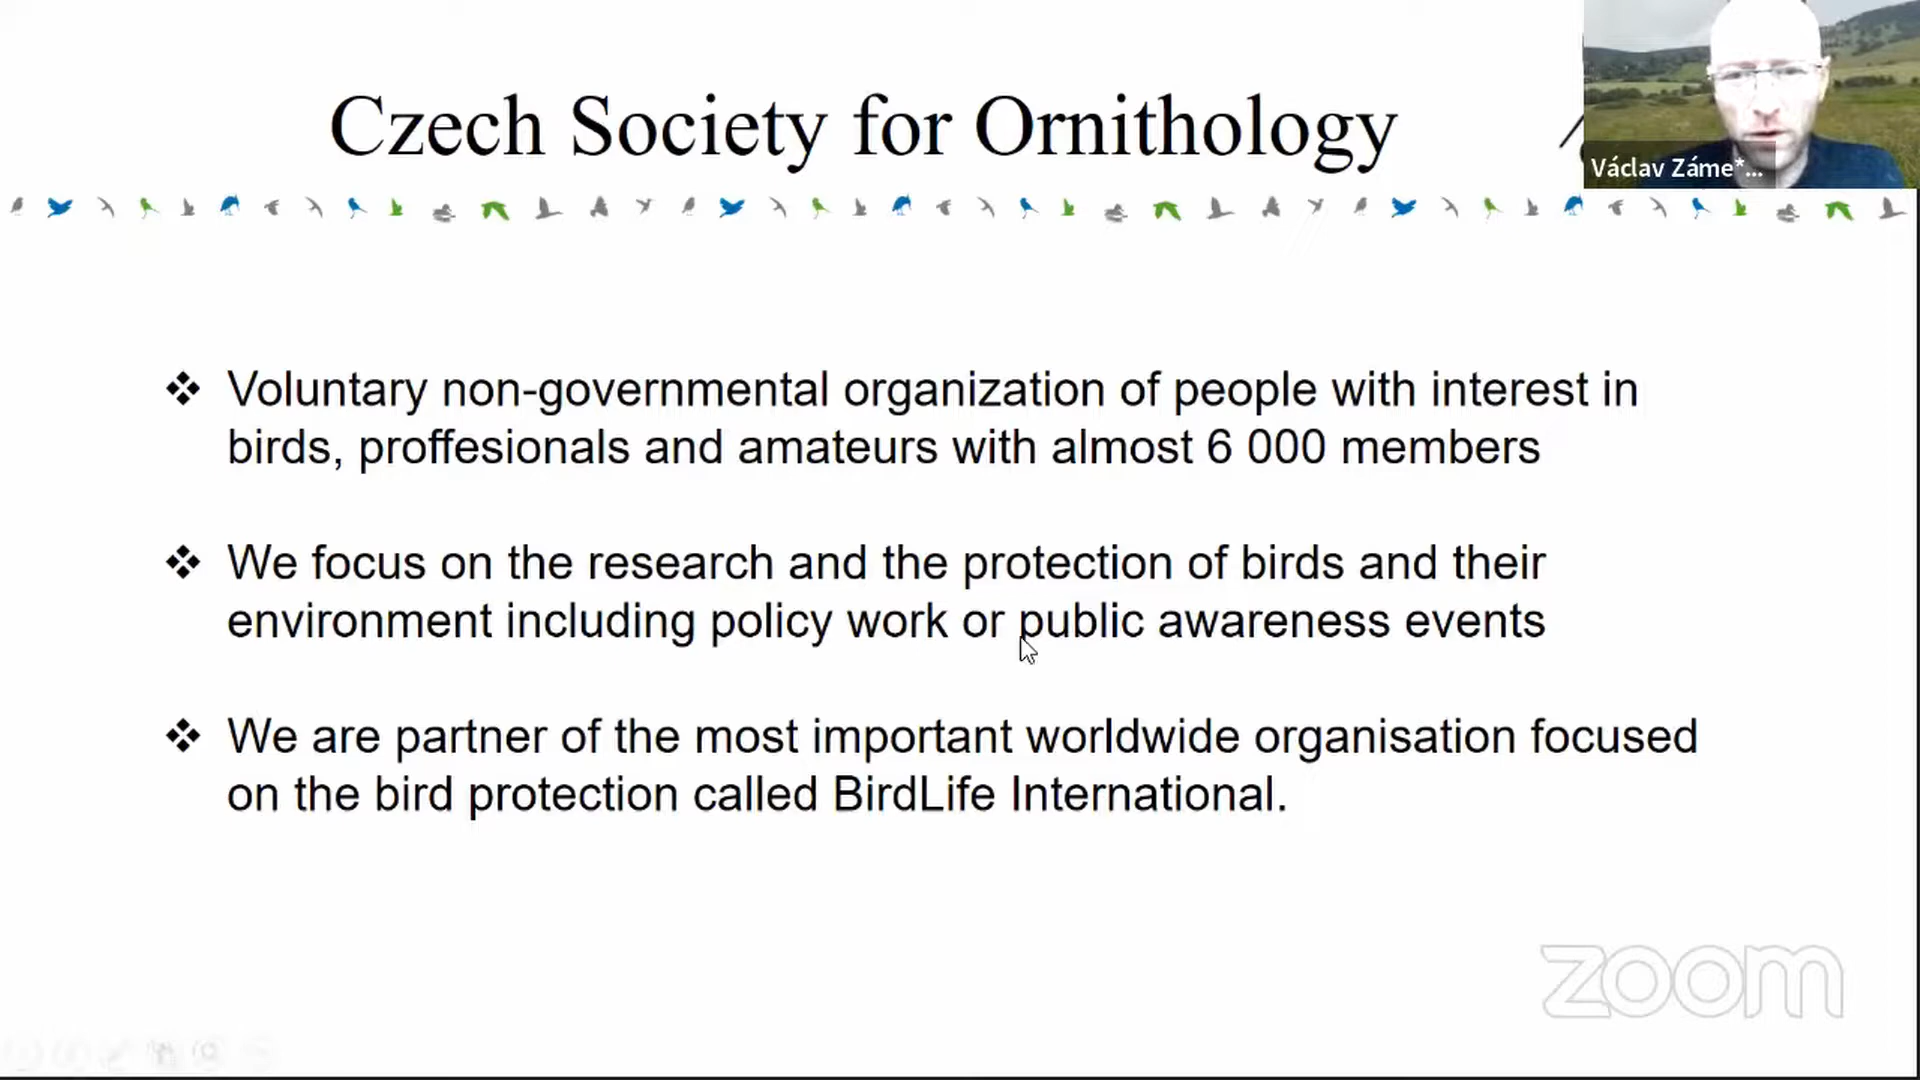 Czech Society for Ornithology
Václav Záme*...
❖ Voluntary non-governmental organization of people with interest in
birds, proffesionals and amateurs with almost 6 000 members
❖ We focus on the research and the protection of birds and their
environment including policy work or public awareness events
❖ We are partner of the most important worldwide organisation focused
on the bird protection called BirdLife International.
zoom